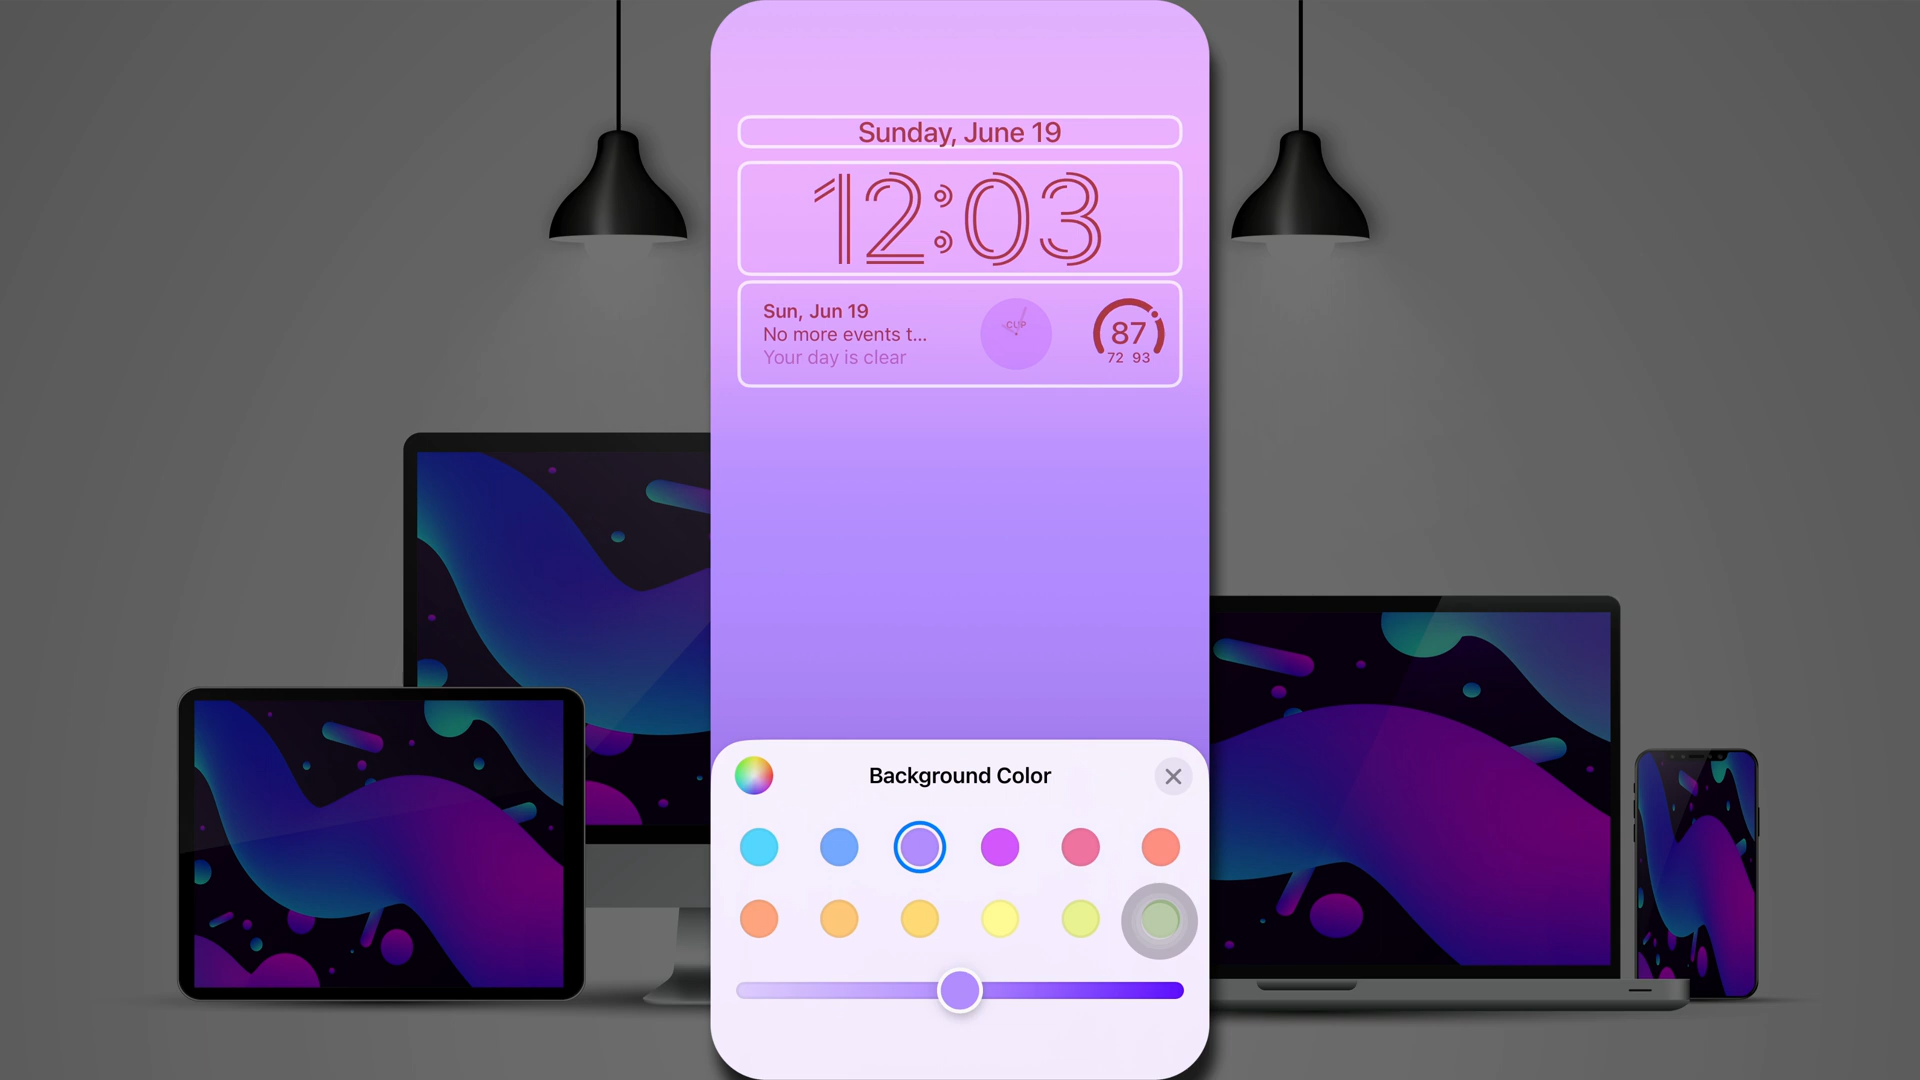 Sunday, June 19
12:03
Sun, Jun 19
No more events t...
Your day is clear
CUP
87
72 93
Background Color